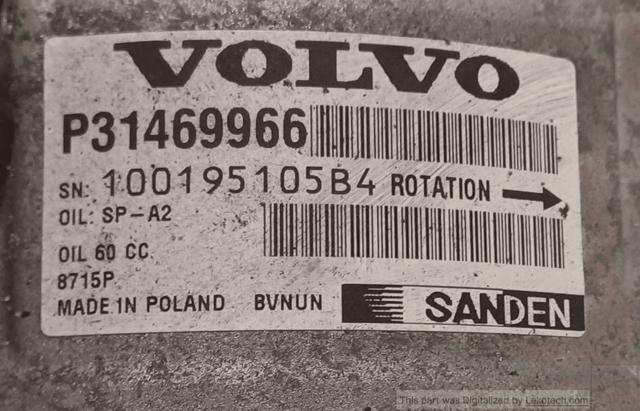 VOLVO
P31469966
SN: 100195105B4 ROTATION
OIL: SP-A2
OIL 60 CC
8715P
MADE IN POLAND BVNUN SANDEN
This part was Digitalized by Lekotech.com